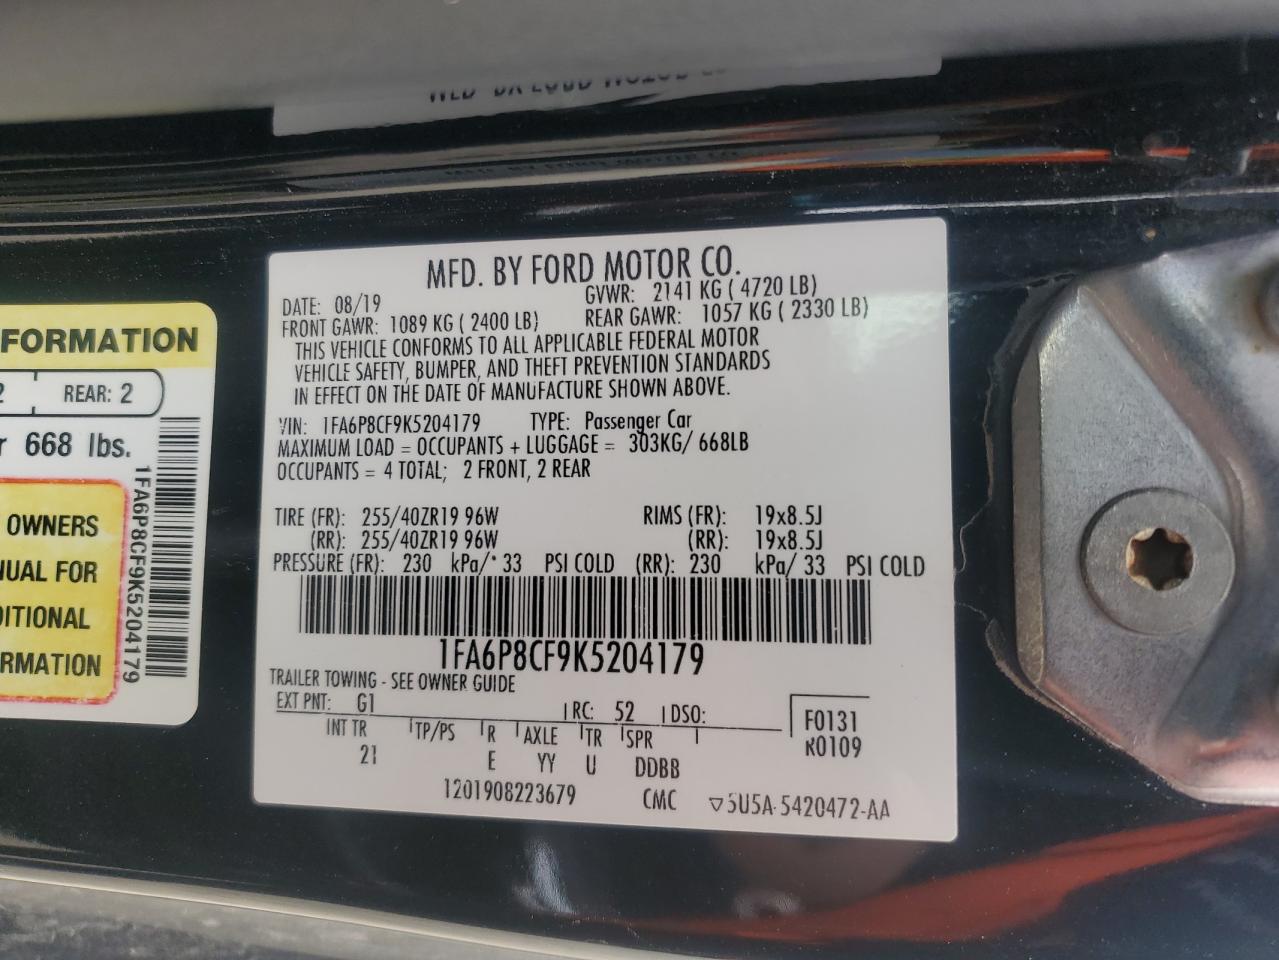 MFD. BY FORD MOTOR CO.
DATE: 08/19 GVWR: 2141 KG ( 4720 LB)
FRONT GAWR: 1089 KG ( 2400 LB) REAR GAWR: 1057 KG ( 2330 LB)
THIS VEHICLE CONFORMS TO ALL APPLICABLE FEDERAL MOTOR
VEHICLE SAFETY, BUMPER, AND THEFT PREVENTION STANDARDS
IN EFFECT ON THE DATE OF MANUFACTURE SHOWN ABOVE.
VIN: 1FA6P8CF9K5204179 TYPE: Passenger Car
MAXIMUM LOAD = OCCUPANTS + LUGGAGE = 303KG/ 668LB
OCCUPANTS = 4 TOTAL; 2 FRONT, 2 REAR
TIRE (FR): 255/40ZR19 96W RIMS (FR): 19x8.5J
(RR): 255/40ZR19 96W (RR): 19x8.5J
PRESSURE (FR): 230 kPa/ 33 PSI COLD (RR): 230 kPa/ 33 PSI COLD
1FA6P8CF9K5204179
TRAILER TOWING - SEE OWNER GUIDE
EXT PNT: G1 RC: 52 DSO:
F0131
R0109
INT TR TP/PS R AXLE TR SPR
21 E YY U DDBB
1201908223679 CMC ▽5U5A-5420472-AA
FORMATION
2 REAR: 2
r 668 lbs.
OWNERS
NUAL FOR
DITIONAL
RMATION
1FA6P8CF9K5204179